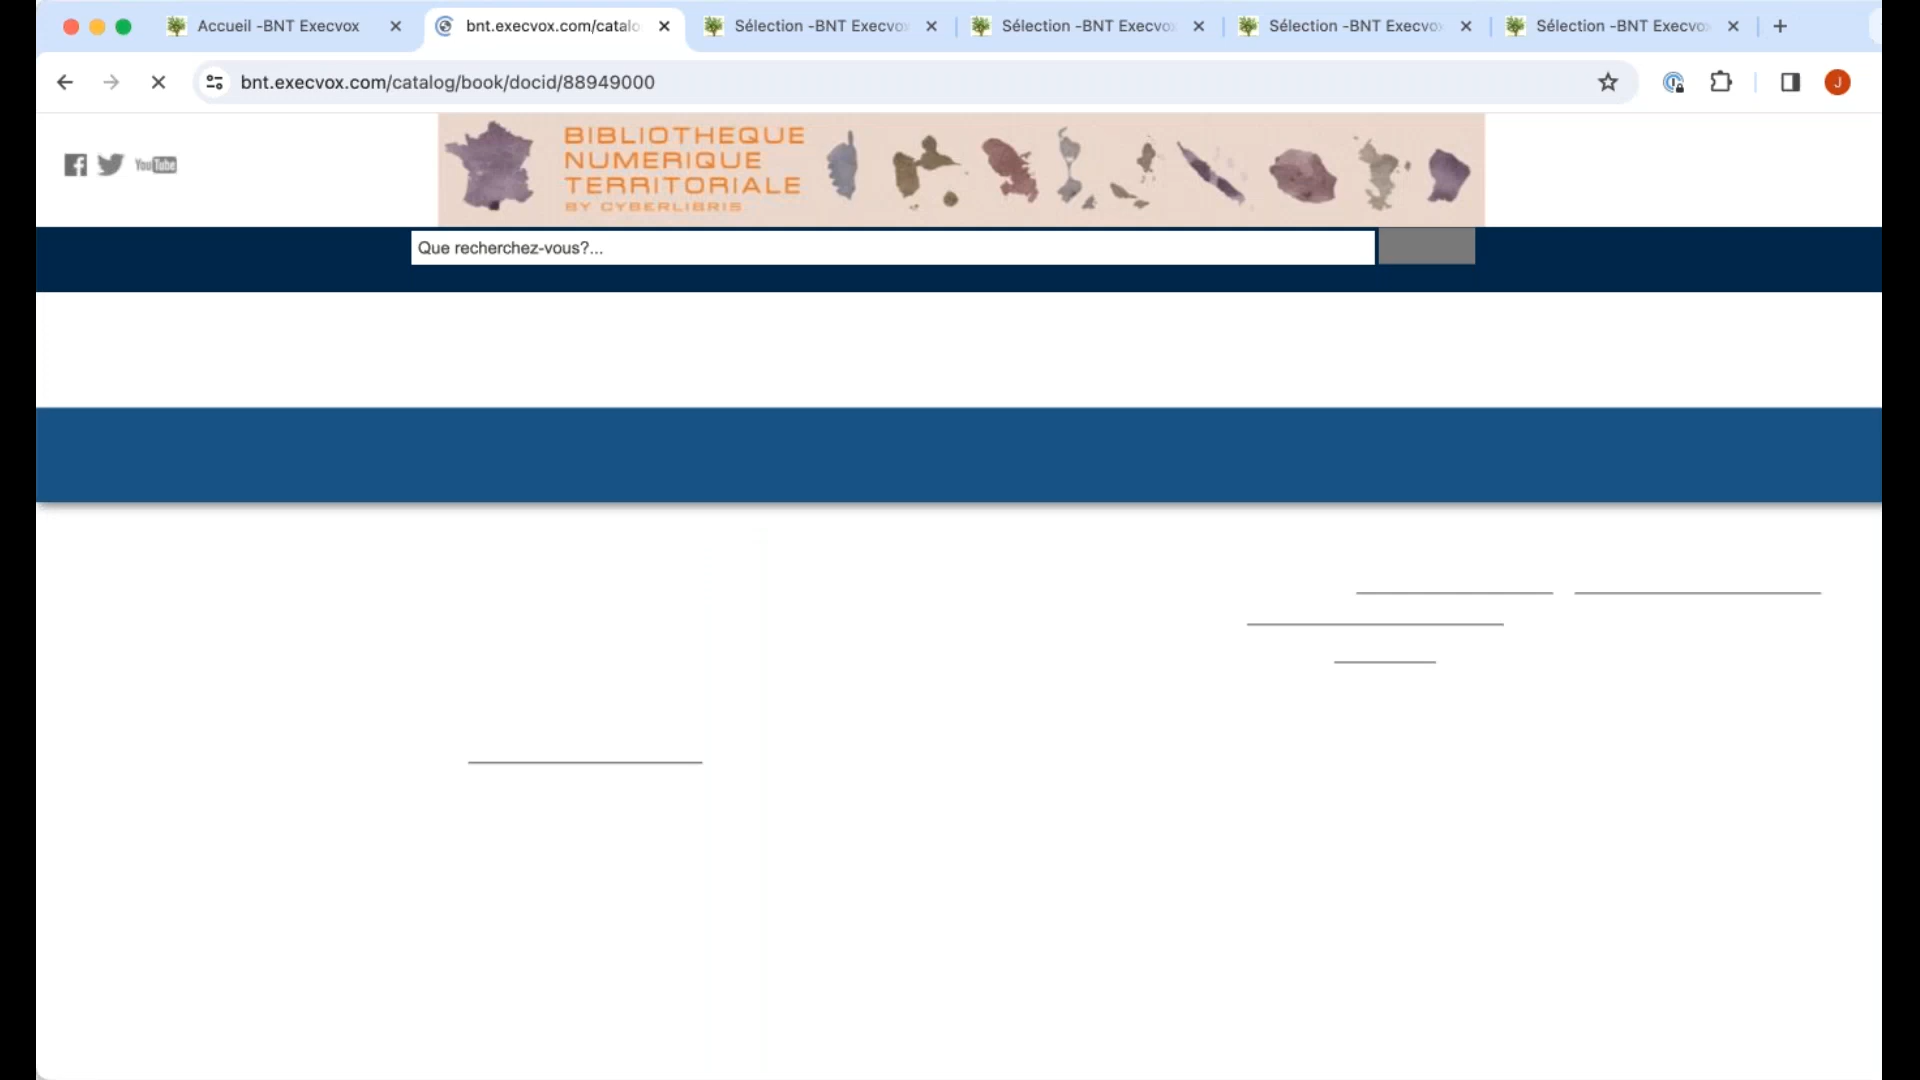 Accueil -BNT Execvox
bnt.execvox.com/catalo
Sélection -BNT Execvo
Sélection -BNT Execvo
Sélection -BNT Execvo
Sélection -BNT Execvo
bnt.execvox.com/catalog/book/docid/88949000
J
YouTube
BIBLIOTHEQUE
NUMERIQUE
TERRITORIALE
BY CYBERLIBRIS
Que recherchez-vous?...